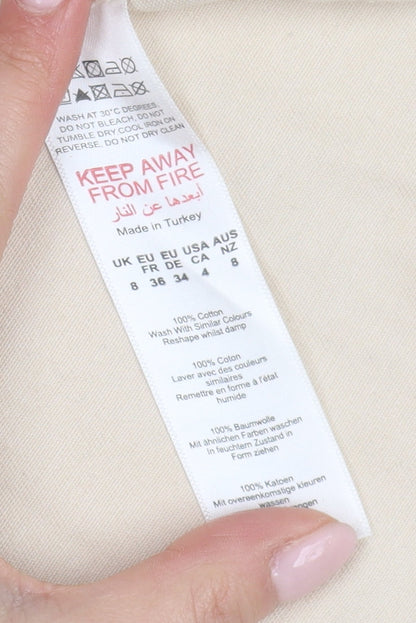 WASH AT 30°C DEGREES,
DO NOT BLEACH, DO NOT
TUMBLE DRY COOL IRON ON
REVERSE, DO NOT DRY CLEAN
KEEP AWAY
FROM FIRE
أبعدها عن النار
Made in Turkey
UK EU EU USA AUS
FR DE CA NZ
8 36 34 4 8
100% Cotton
Wash With Similar Colours
Reshape whilst damp
100% Coton
Laver avec des couleurs
similaires
Remettre en forme à l'état
humide
100% Baumwolle
Mit ähnlichen Farben waschen
In feuchtem Zustand in
Form ziehen
100% Katoen
Met overeenkomstige kleuren
wassen